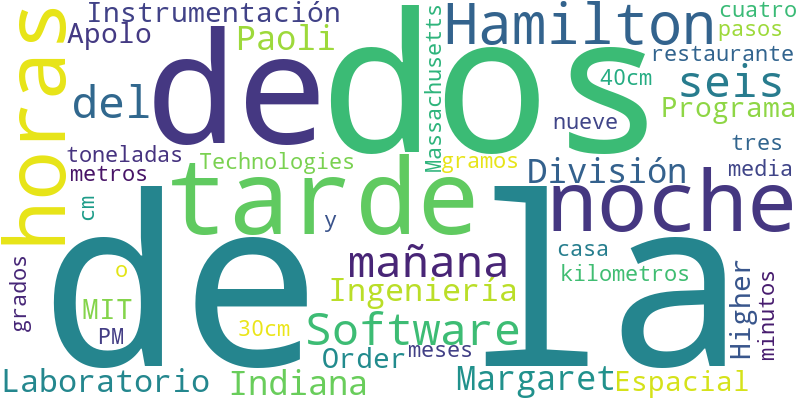 Instrumentación
Hamilton
cuatro
Apolo
Paoli
pasos
horas
de
dos
restaurante
Massachusetts
40cm
seis
del
Programa
nueve
toneladas
Technologies
gramos
tres
metros
tarde
División
media
cm
y
noche
de la
mañana
casa
kilometros
grados
o
MIT
Ingeniería
Higher
minutos
PM
30cm
Software
Order
meses
Laboratorio
Indiana
Margaret
Espacial